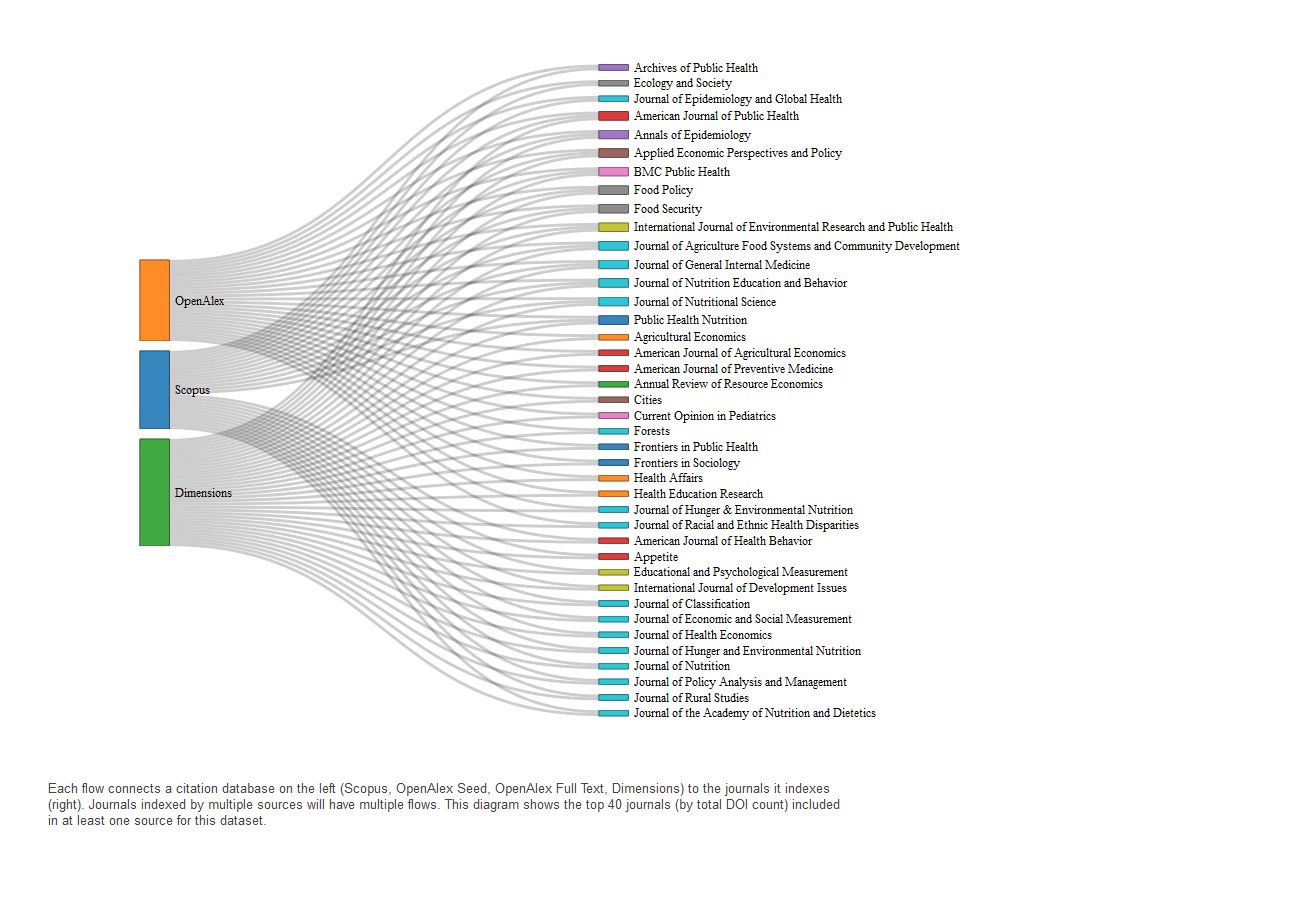 OpenAlex
Scopus
Dimensions
Archives of Public Health
Ecology and Society
Journal of Epidemiology and Global Health
American Journal of Public Health
Annals of Epidemiology
Applied Economic Perspectives and Policy
BMC Public Health
Food Policy
Food Security
International Journal of Environmental Research and Public Health
Journal of Agriculture Food Systems and Community Development
Journal of General Internal Medicine
Journal of Nutrition Education and Behavior
Journal of Nutritional Science
Public Health Nutrition
Agricultural Economics
American Journal of Agricultural Economics
American Journal of Preventive Medicine
Annual Review of Resource Economics
Cities
Current Opinion in Pediatrics
Forests
Frontiers in Public Health
Frontiers in Sociology
Health Affairs
Health Education Research
Journal of Hunger & Environmental Nutrition
Journal of Racial and Ethnic Health Disparities
American Journal of Health Behavior
Appetite
Educational and Psychological Measurement
International Journal of Development Issues
Journal of Classification
Journal of Economic and Social Measurement
Journal of Health Economics
Journal of Hunger and Environmental Nutrition
Journal of Nutrition
Journal of Policy Analysis and Management
Journal of Rural Studies
Journal of the Academy of Nutrition and Dietetics
Each flow connects a citation database on the left (Scopus, OpenAlex Seed, OpenAlex Full Text, Dimensions) to the journals it indexes
(right). Journals indexed by multiple sources will have multiple flows. This diagram shows the top 40 journals (by total DOI count) included
in at least one source for this dataset.